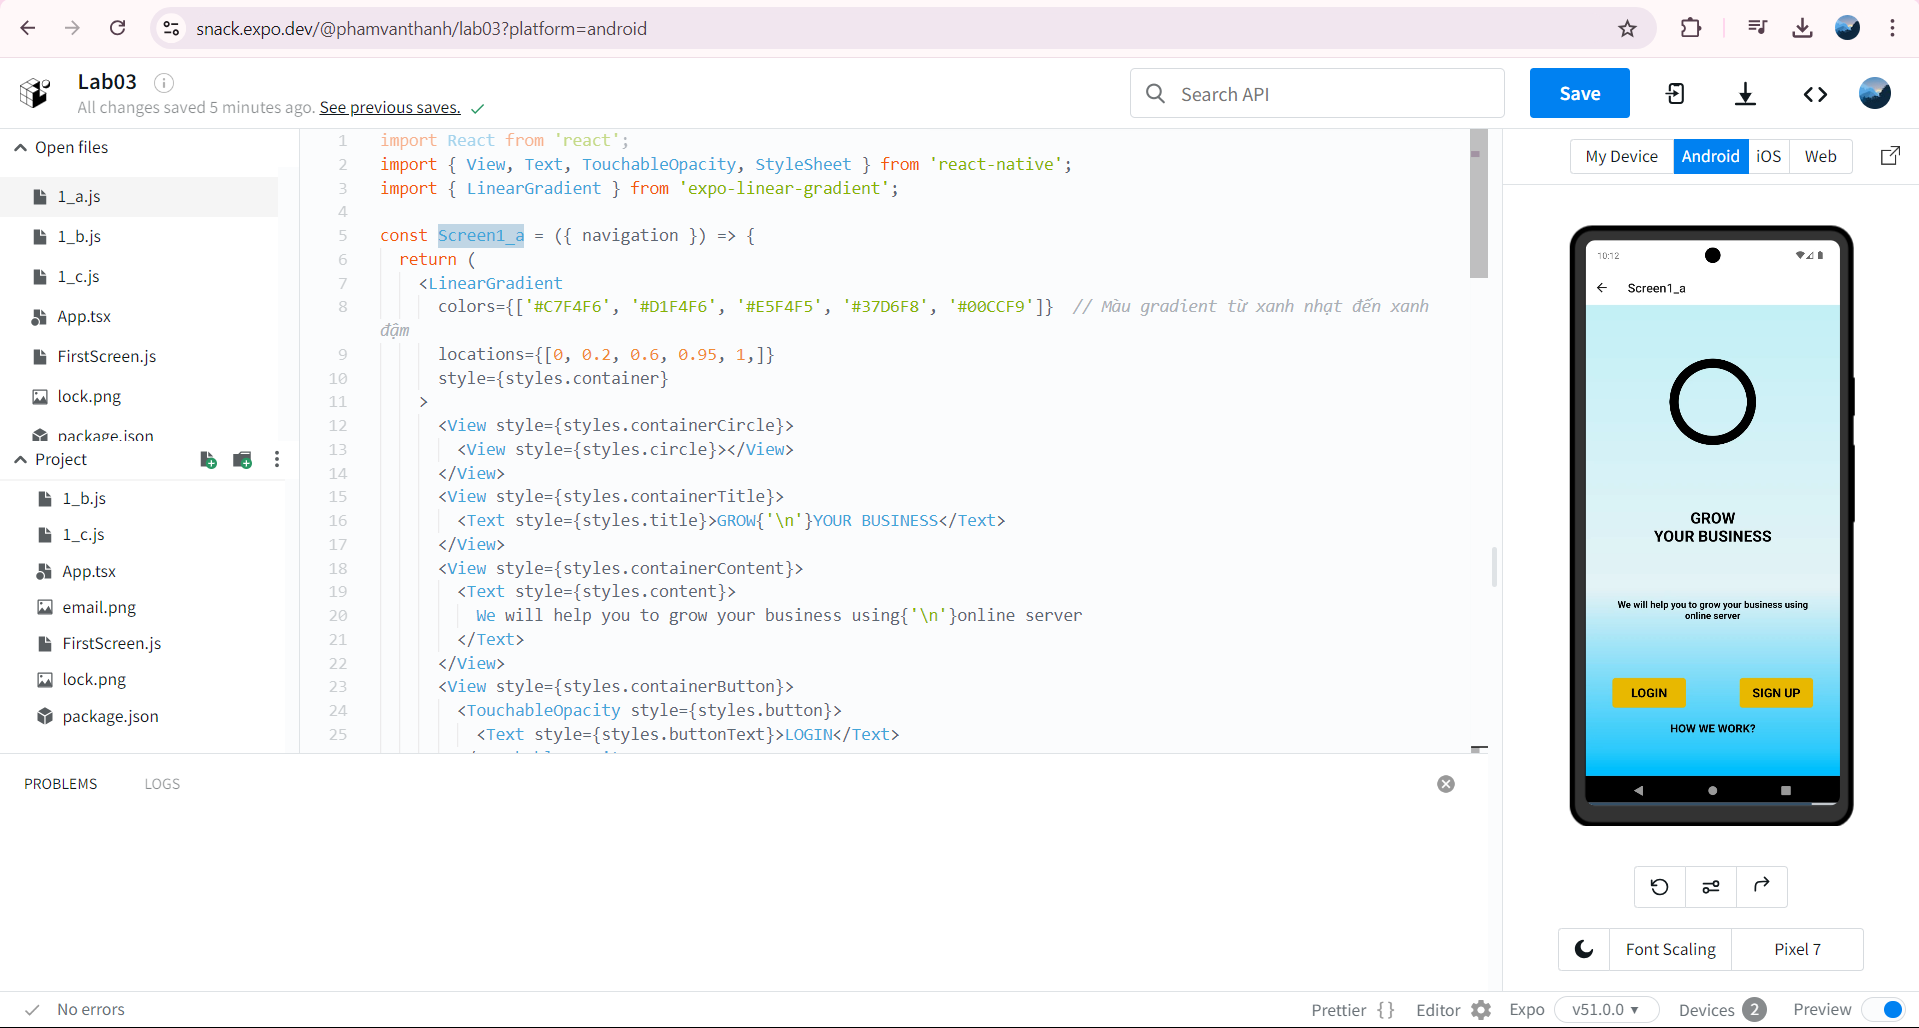 snack.expo.dev/@phamvanthanh/lab03?platform=android
Lab03
All changes saved 5 minutes ago. See previous saves.
Search API
Save
Open files
1_a.js
1_b.js
1_c.js
App.tsx
FirstScreen.js
lock.png
package.json
Project
1_b.js
1_c.js
App.tsx
email.png
FirstScreen.js
lock.png
package.json
1 import React from 'react';
2 import { View, Text, TouchableOpacity, StyleSheet } from 'react-native';
3 import { LinearGradient } from 'expo-linear-gradient';
4
5 const Screen1_a = ({ navigation }) => {
6 return (
7 <LinearGradient
8 colors={['#C7F4F6', '#D1F4F6', '#E5F4F5', '#37D6F8', '#00CCF9']} // Màu gradient từ xanh nhạt đến xanh
đậm
9 locations={[0, 0.2, 0.6, 0.95, 1,]}
10 style={styles.container}
11 >
12 <View style={styles.containerCircle}>
13 <View style={styles.circle}></View>
14 </View>
15 <View style={styles.containerTitle}>
16 <Text style={styles.title}>GROW{'\n'}YOUR BUSINESS</Text>
17 </View>
18 <View style={styles.containerContent}>
19 <Text style={styles.content}>
20 We will help you to grow your business using{'\n'}online server
21 </Text>
22 </View>
23 <View style={styles.containerButton}>
24 <TouchableOpacity style={styles.button}>
25 <Text style={styles.buttonText}>LOGIN</Text>
My Device
Android
iOS
Web
10:12
Screen1_a
GROW
YOUR BUSINESS
We will help you to grow your business using
online server
LOGIN
SIGN UP
HOW WE WORK?
Font Scaling
Pixel 7
PROBLEMS
LOGS
No errors
Prettier { }
Editor
Expo
v51.0.0
Devices 2
Preview